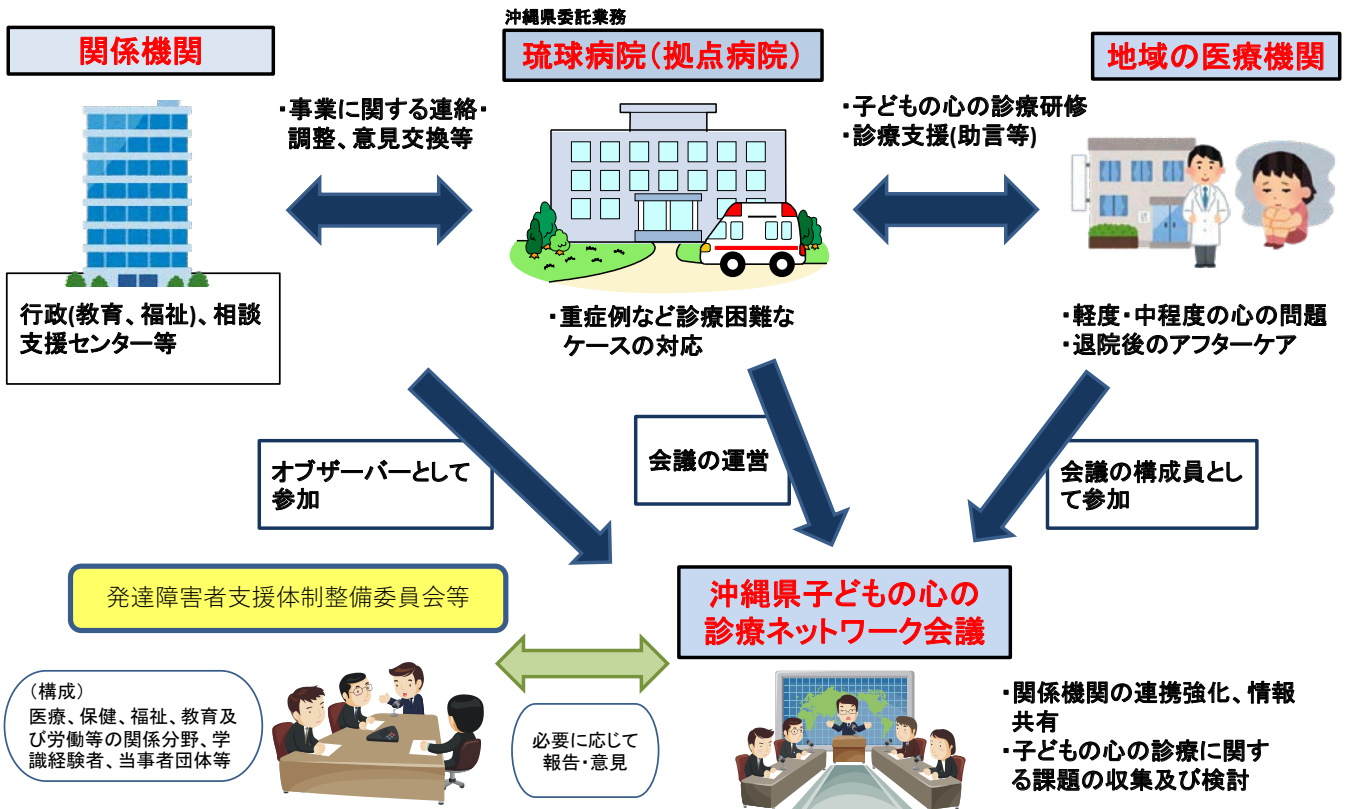 沖縄県委託業務
関係機関
琉球病院(拠点病院)
地域の医療機関
・事業に関する連絡・
調整、意見交換等
・子どもの心の診療研修
・診療支援(助言等)
行政(教育、福祉)、相談
支援センター等
・重症例など診療困難な
ケースの対応
・軽度・中程度の心の問題
・退院後のアフターケア
オブザーバーとして
参加
会議の運営
会議の構成員とし
て参加
発達障害者支援体制整備委員会等
沖縄県子どもの心の
診療ネットワーク会議
(構成)
医療、保健、福祉、教育及
び労働等の関係分野、学
識経験者、当事者団体等
必要に応じて
報告・意見
・関係機関の連携強化、情報
共有
・子どもの心の診療に関す
る課題の収集及び検討